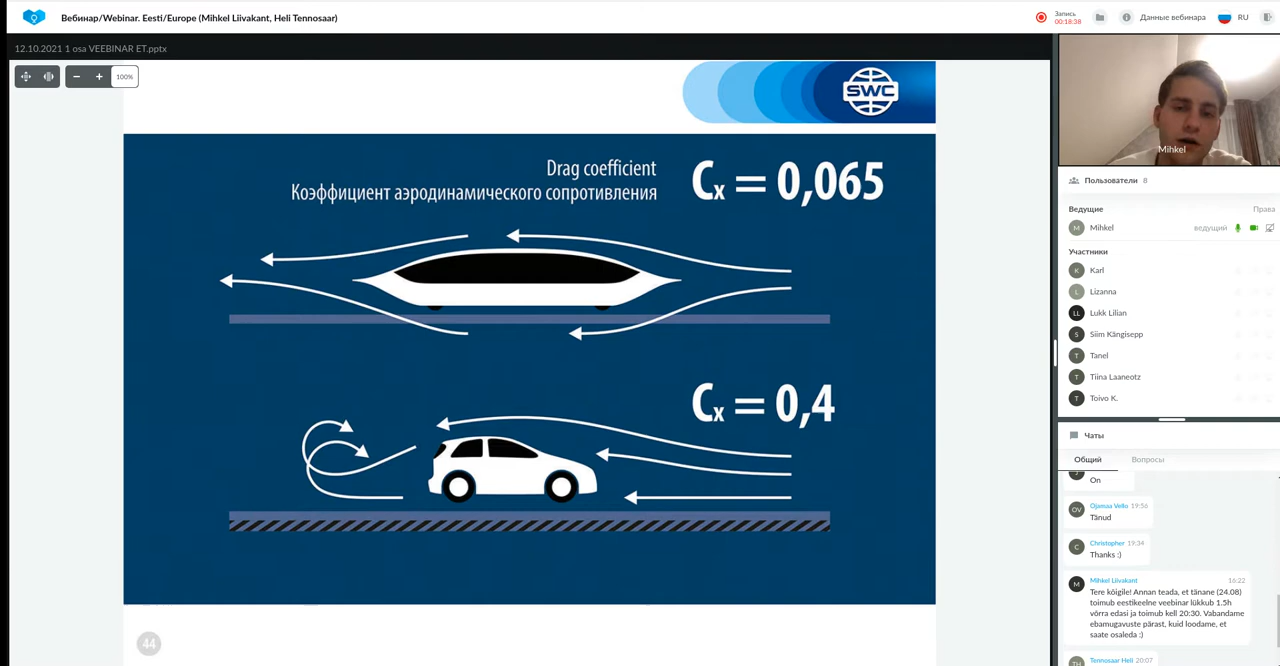 Вебинар/Webinar. Eesti/Europe (Mihkel Liivakant, Heli Tennosaar)
Запись
00:18:38
Данные вебинара
RU
12.10.2021 1 osa VEEBINAR ET.pptx
100%
SWC
Drag coefficient
Коэффициент аэродинамического сопротивления
Cx = 0,065
Cx = 0,4
44
Mihkel
Пользователи 8
Ведущие Права
M Mihkel ведущий
Участники
K Karl
L Lizanna
LL Lukk Lilian
S Siim Kängisepp
T Tanel
T Tiina Laaneotz
T Toivo K.
Чаты
Общий Вопросы
On
OV Ojamaa Vello 19:56
Tänud
C Christopher 19:34
Thanks :)
M Mihkel Liivakant 16:22
Tere kõigile! Annan teada, et tänane (24.08)
toimub eestikeelne veebinar lükkub 1.5h
võrra edasi ja toimub kell 20:30. Vabandame
ebamugavuste pärast, kuid loodame, et
saate osaleda :)
TH Tennosaar Heli 20:07